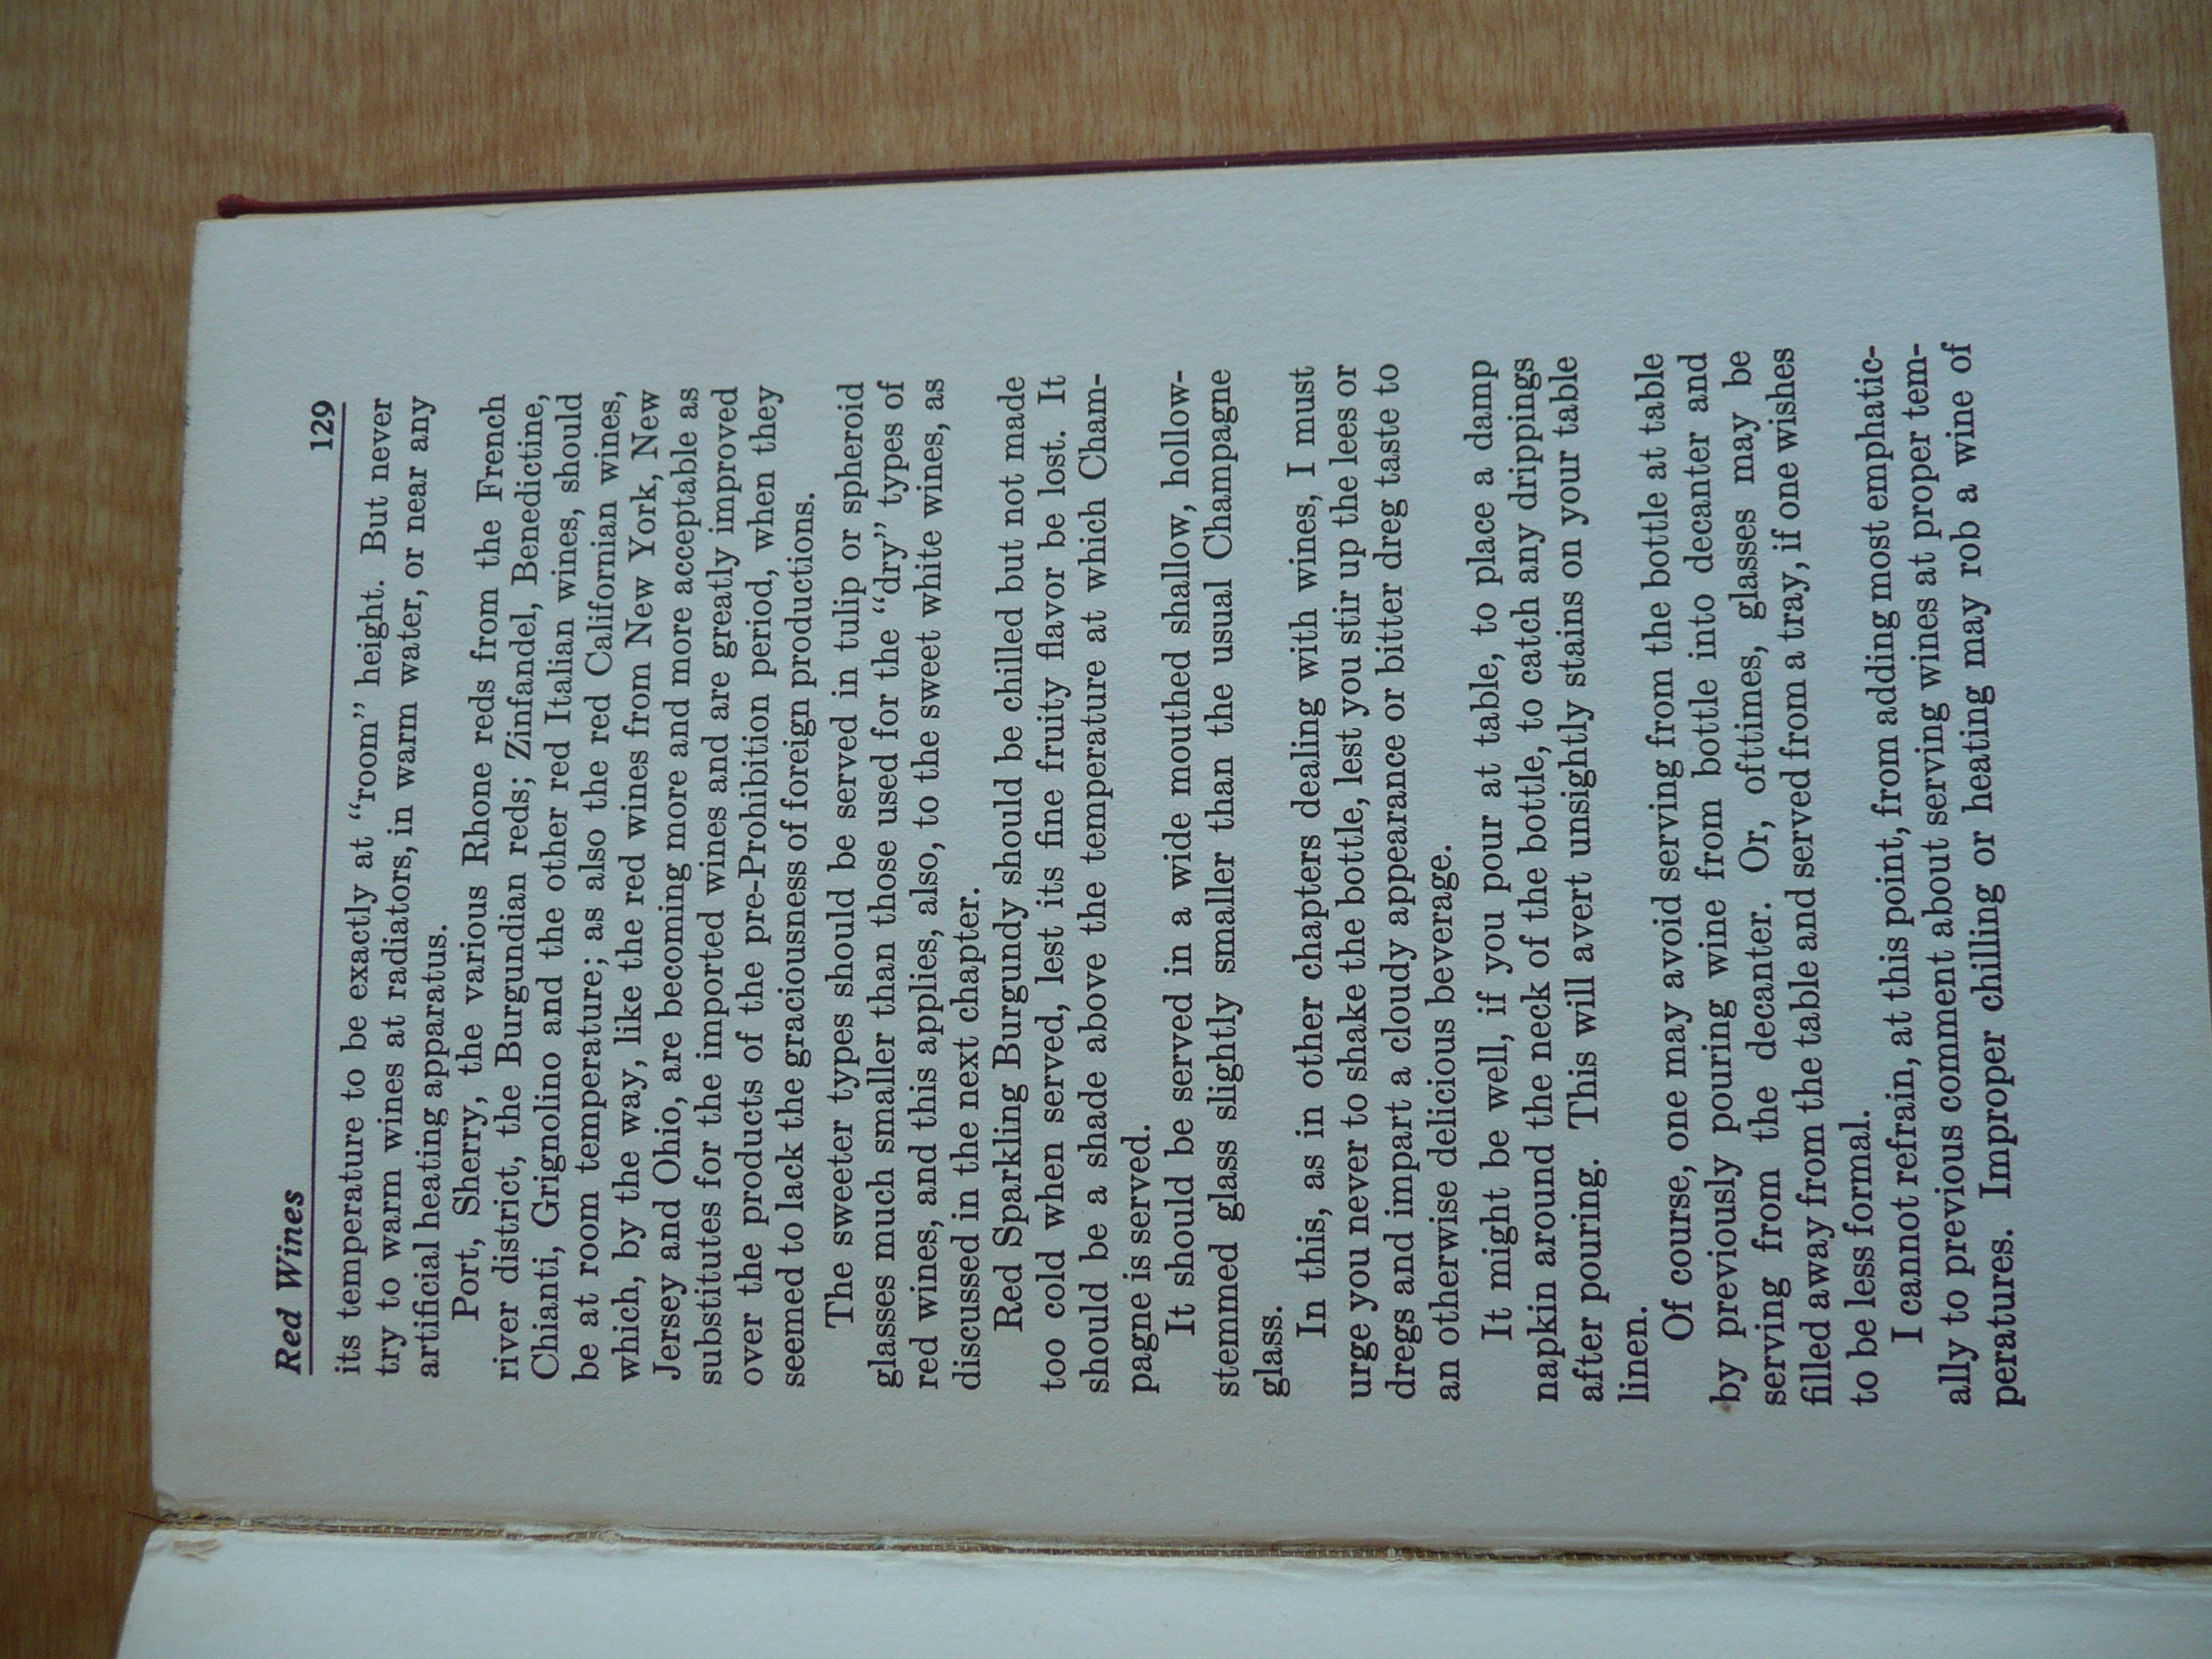 Red Wines 129
its temperature to be exactly at "room" height. But never
try to warm wines at radiators, in warm water, or near any
artificial heating apparatus.
Port, Sherry, the various Rhone reds from the French
river district, the Burgundian reds; Zinfandel, Benedictine,
Chianti, Grignolino and the other red Italian wines, should
be at room temperature; as also the red Californian wines,
which, by the way, like the red wines from New York, New
Jersey and Ohio, are becoming more and more acceptable as
substitutes for the imported wines and are greatly improved
over the products of the pre-Prohibition period, when they
seemed to lack the graciousness of foreign productions.
The sweeter types should be served in tulip or spheroid
glasses much smaller than those used for the "dry" types of
red wines, and this applies, also, to the sweet white wines, as
discussed in the next chapter.
Red Sparkling Burgundy should be chilled but not made
too cold when served, lest its fine fruity flavor be lost. It
should be a shade above the temperature at which Cham-
pagne is served.
It should be served in a wide mouthed shallow, hollow-
stemmed glass slightly smaller than the usual Champagne
glass.
In this, as in other chapters dealing with wines, I must
urge you never to shake the bottle, lest you stir up the lees or
dregs and impart a cloudy appearance or bitter dreg taste to
an otherwise delicious beverage.
It might be well, if you pour at table, to place a damp
napkin around the neck of the bottle, to catch any drippings
after pouring. This will avert unsightly stains on your table
linen.
Of course, one may avoid serving from the bottle at table
by previously pouring wine from bottle into decanter and
serving from the decanter. Or, ofttimes, glasses may be
filled away from the table and served from a tray, if one wishes
to be less formal.
I cannot refrain, at this point, from adding most emphatic-
ally to previous comment about serving wines at proper tem-
peratures. Improper chilling or heating may rob a wine of